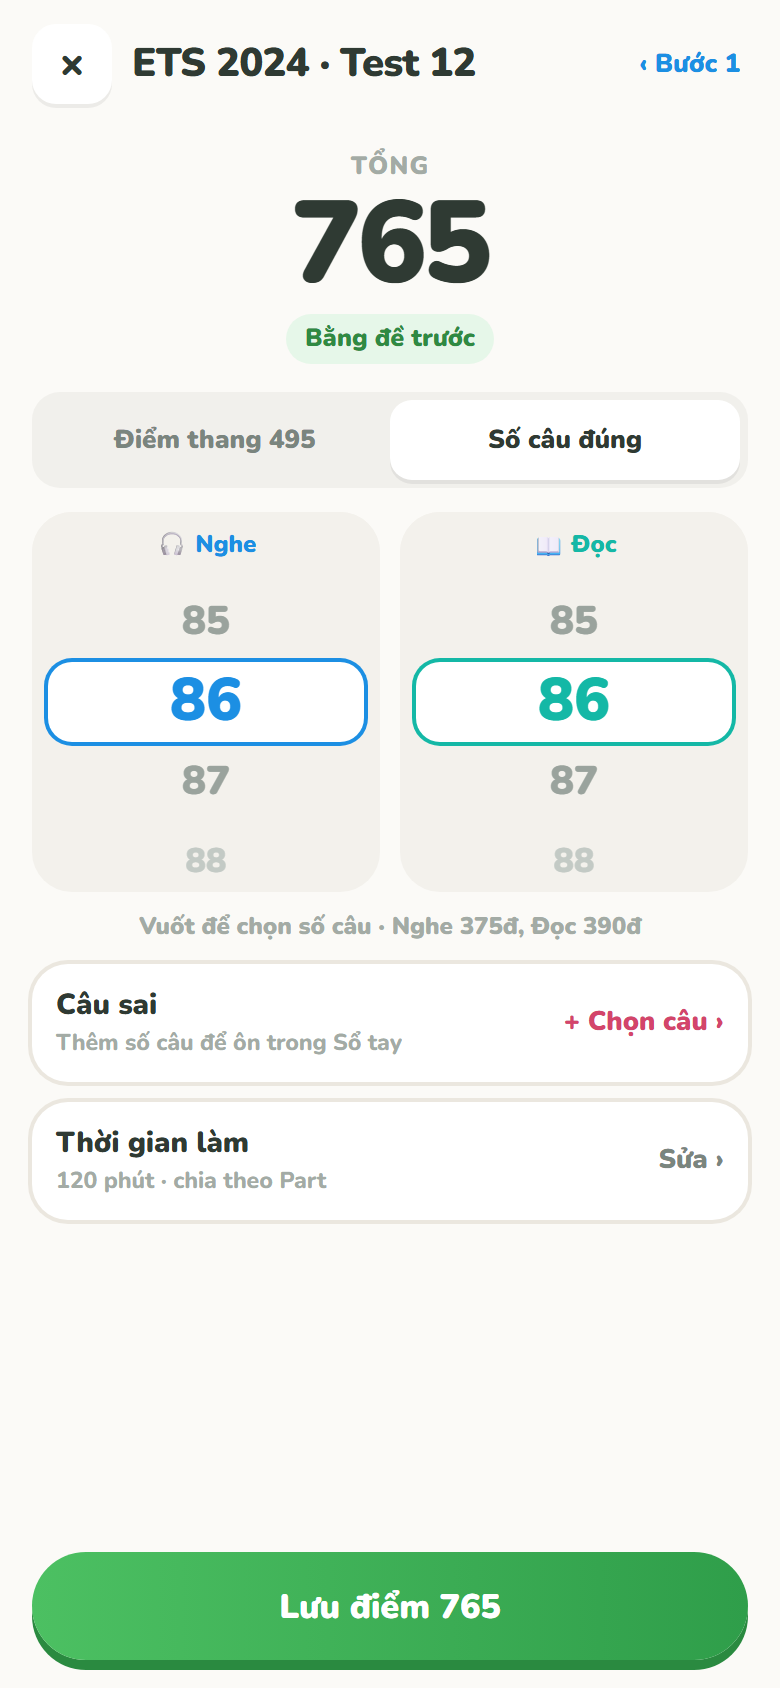 × ETS 2024 · Test 12 ‹ Bước 1
TỔNG
765
Bằng đề trước
Điểm thang 495 Số câu đúng
🎧 Nghe 📖 Đọc
85 85
86 86
87 87
88 88
Vuốt để chọn số câu · Nghe 375đ, Đọc 390đ
Câu sai
Thêm số câu để ôn trong Sổ tay
+ Chọn câu ›
Thời gian làm
120 phút · chia theo Part
Sửa ›
Lưu điểm 765